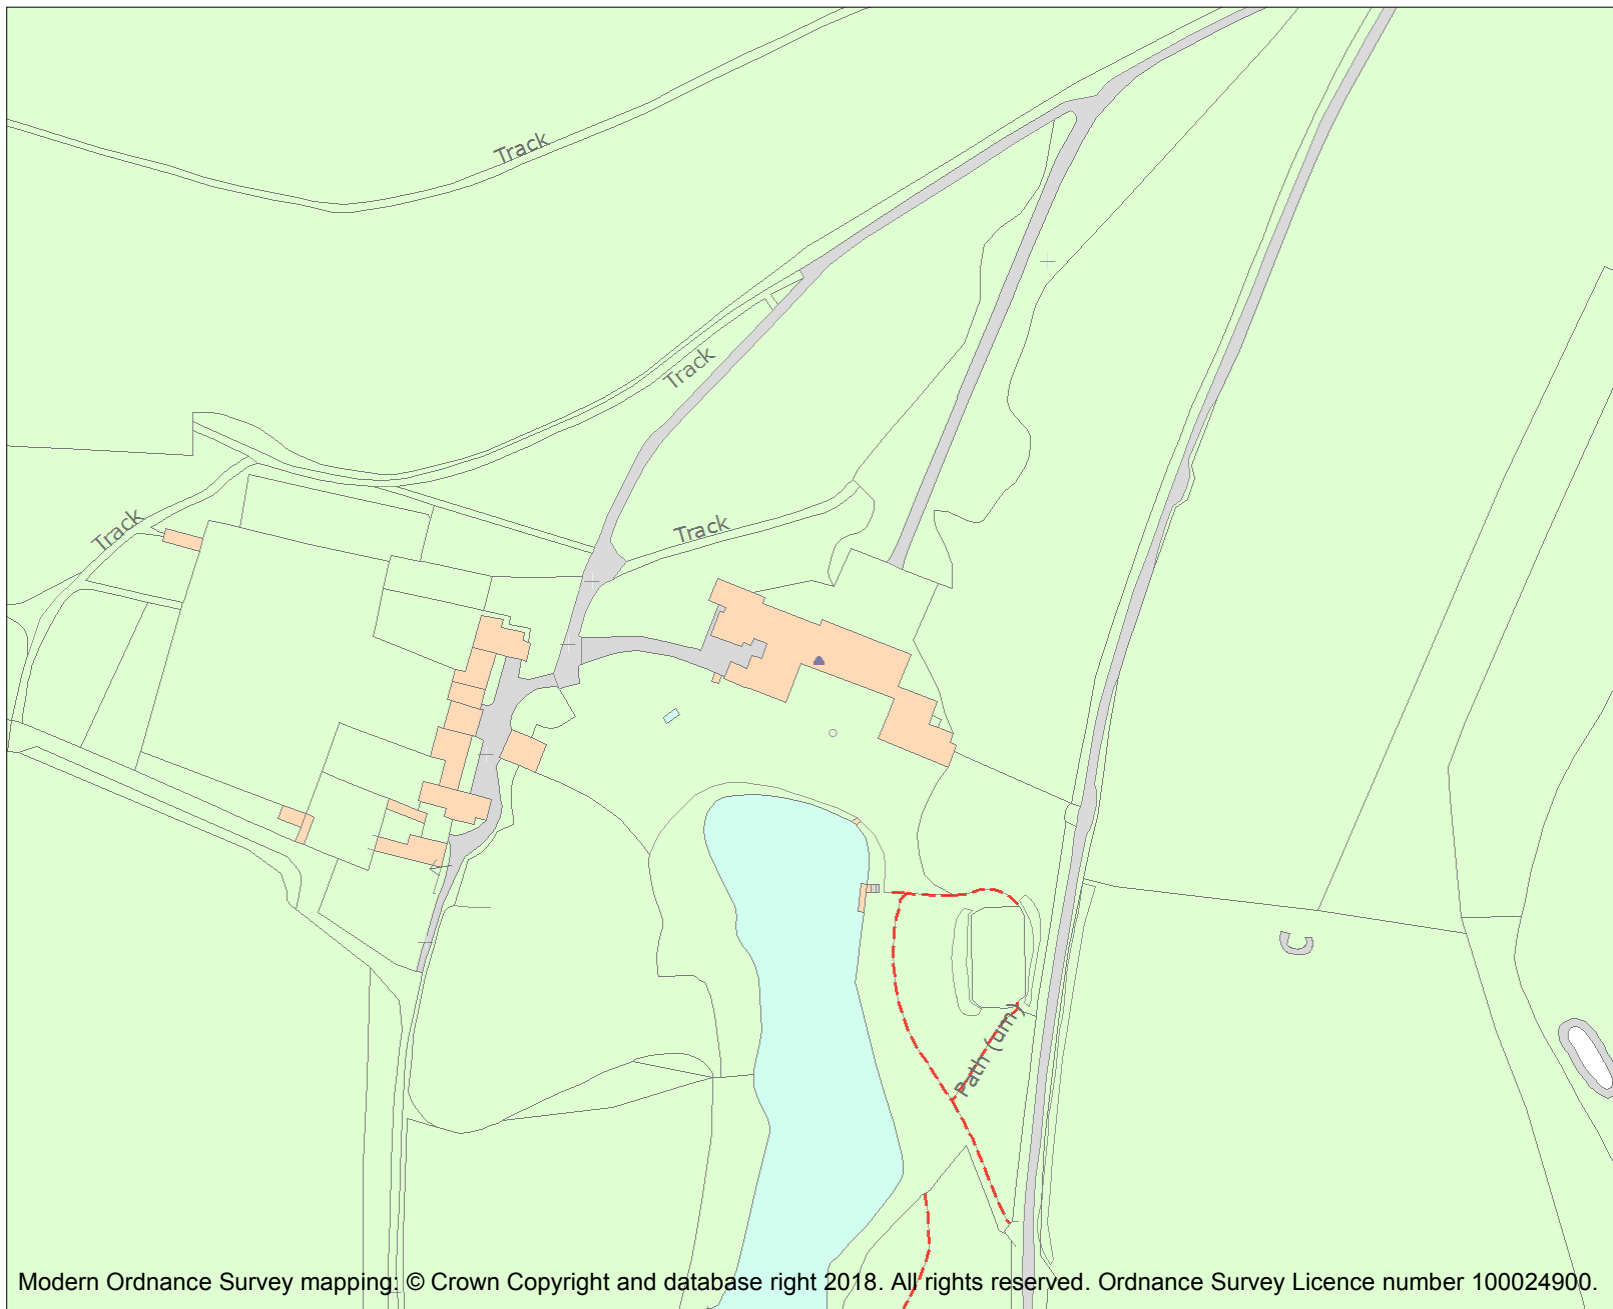 Track
Track
Track
Track
Path (um)
Modern Ordnance Survey mapping: © Crown Copyright and database right 2018. All rights reserved. Ordnance Survey Licence number 100024900.